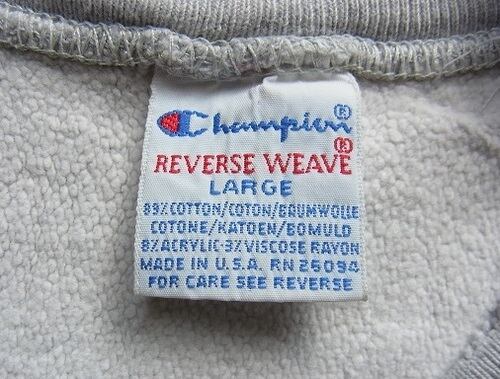 Champion®
REVERSE WEAVE®
LARGE
89% COTTON/COTON/BAUMWOLLE
COTONE/KATOEN/BOMULD
8% ACRYLIC-3% VISCOSE RAYON
MADE IN U.S.A. RN 26094
FOR CARE SEE REVERSE